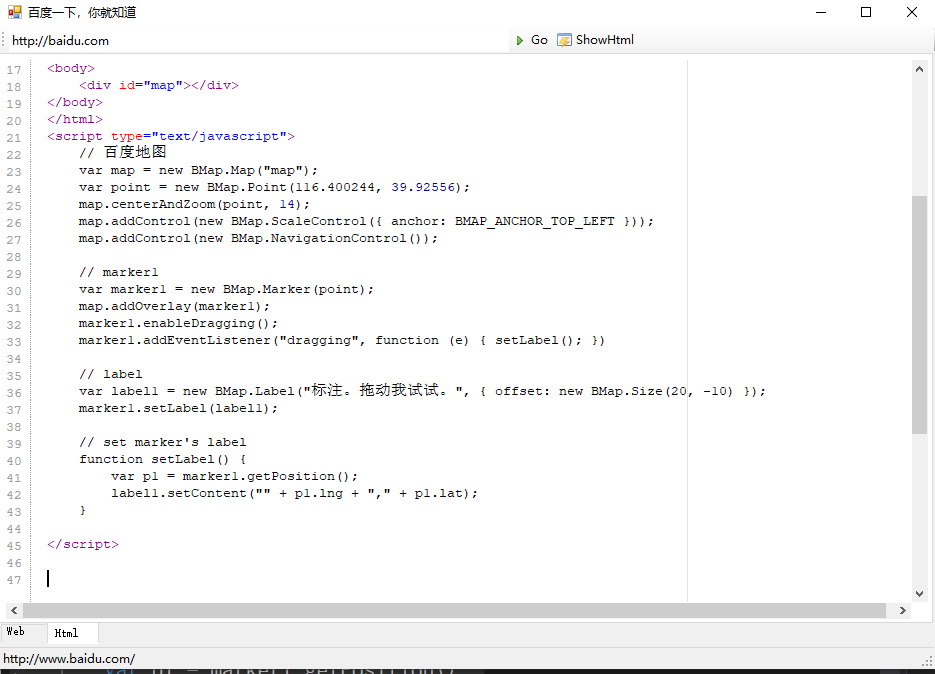 百度一下，你就知道
http://baidu.com Go ShowHtml
17 <body>
18 <div id="map"></div>
19 </body>
20 </html>
21 <script type="text/javascript">
22 // 百度地图
23 var map = new BMap.Map("map");
24 var point = new BMap.Point(116.400244, 39.92556);
25 map.centerAndZoom(point, 14);
26 map.addControl(new BMap.ScaleControl({ anchor: BMAP_ANCHOR_TOP_LEFT }));
27 map.addControl(new BMap.NavigationControl());
28
29 // marker1
30 var marker1 = new BMap.Marker(point);
31 map.addOverlay(marker1);
32 marker1.enableDragging();
33 marker1.addEventListener("dragging", function (e) { setLabel(); })
34
35 // label
36 var label1 = new BMap.Label("标注。拖动我试试。", { offset: new BMap.Size(20, -10) });
37 marker1.setLabel(label1);
38
39 // set marker's label
40 function setLabel() {
41 var p1 = marker1.getPosition();
42 label1.setContent("" + p1.lng + "," + p1.lat);
43 }
44
45 </script>
46
47
Web Html
http://www.baidu.com/